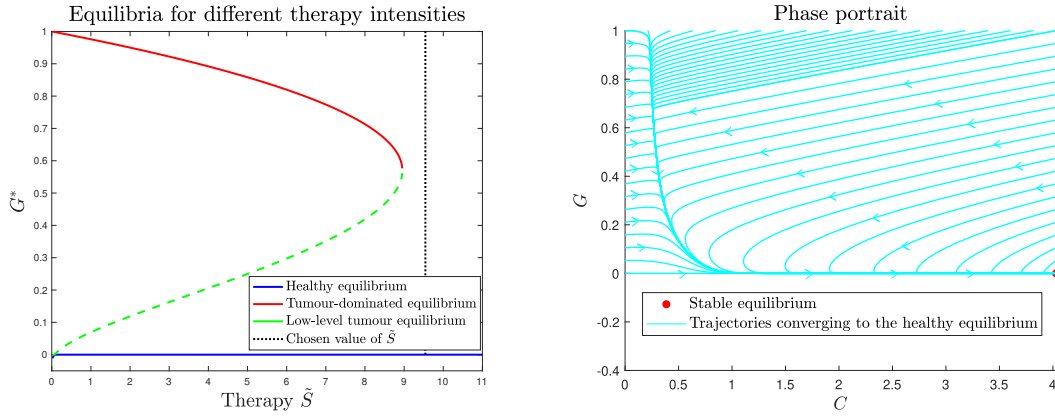 Equilibria for different therapy intensities
1
0.9
0.8
0.7
0.6
0.5
0.4
0.3
0.2
0.1
0
G*
0 1 2 3 4 5 6 7 8 9 10 11
Therapy S̃
Healthy equilibrium
Tumour-dominated equilibrium
Low-level tumour equilibrium
Chosen value of S̃
Phase portrait
1
0.8
0.6
0.4
0.2
0
-0.2
-0.4
G
0 0.5 1 1.5 2 2.5 3 3.5 4
C
Stable equilibrium
Trajectories converging to the healthy equilibrium